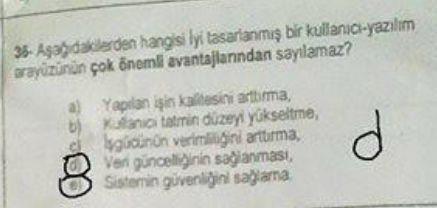 36- Aşağıdakilerden hangisi İyi tasarlanmış bir kullanıcı-yazılım
arayüzünün çok önemli avantajlarından sayılamaz?
a) Yapılan işin kalitesini arttırma,
b) Kullanıcı tatmin düzeyi yükseltme,
c) İşgücünün verimliliğini arttırma,
d) Veri güncelliğinin sağlanması,
e) Sistemin güvenliğini sağlama.
d